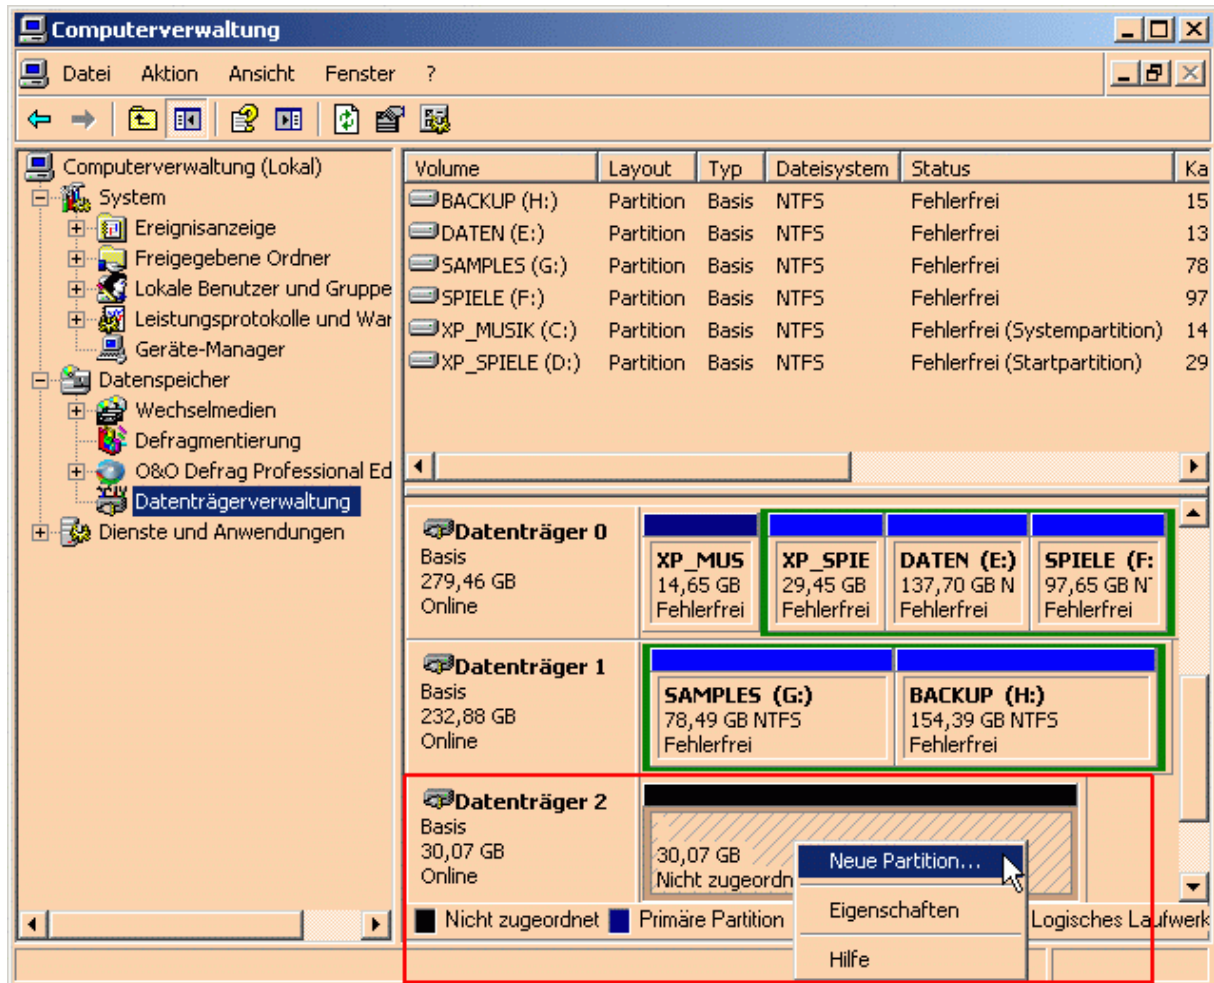 Computerverwaltung
Datei Aktion Ansicht Fenster ?
Computerverwaltung (Lokal)
System
Ereignisanzeige
Freigegebene Ordner
Lokale Benutzer und Gruppe
Leistungsprotokolle und War
Geräte-Manager
Datenspeicher
Wechselmedien
Defragmentierung
O&O Defrag Professional Ed
Datenträgerverwaltung
Dienste und Anwendungen
Volume Layout Typ Dateisystem Status Ka
BACKUP (H:) Partition Basis NTFS Fehlerfrei 15
DATEN (E:) Partition Basis NTFS Fehlerfrei 13
SAMPLES (G:) Partition Basis NTFS Fehlerfrei 78
SPIELE (F:) Partition Basis NTFS Fehlerfrei 97
XP_MUSIK (C:) Partition Basis NTFS Fehlerfrei (Systempartition) 14
XP_SPIELE (D:) Partition Basis NTFS Fehlerfrei (Startpartition) 29
Datenträger 0
Basis
279,46 GB
Online
XP_MUS
14,65 GB
Fehlerfrei
XP_SPIE
29,45 GB
Fehlerfrei
DATEN (E:)
137,70 GB N
Fehlerfrei
SPIELE (F:
97,65 GB N
Fehlerfrei
Datenträger 1
Basis
232,88 GB
Online
SAMPLES (G:)
78,49 GB NTFS
Fehlerfrei
BACKUP (H:)
154,39 GB NTFS
Fehlerfrei
Datenträger 2
Basis
30,07 GB
Online
30,07 GB
Nicht zugeordn
Neue Partition...
Eigenschaften
Hilfe
Nicht zugeordnet Primäre Partition Logisches Laufwerk